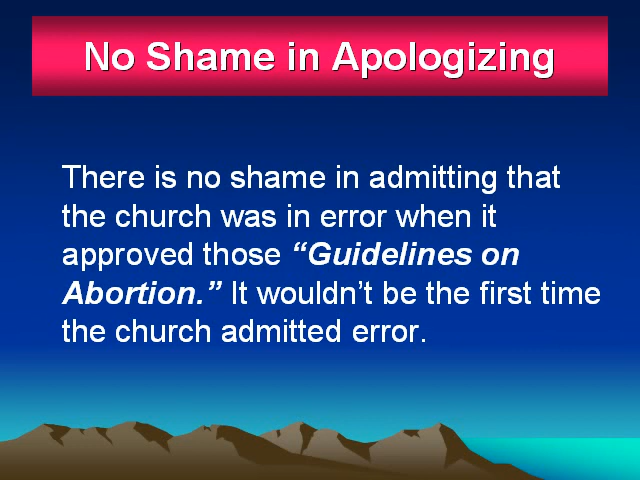 No Shame in Apologizing
There is no shame in admitting that
the church was in error when it
approved those “Guidelines on
Abortion.” It wouldn’t be the first time
the church admitted error.